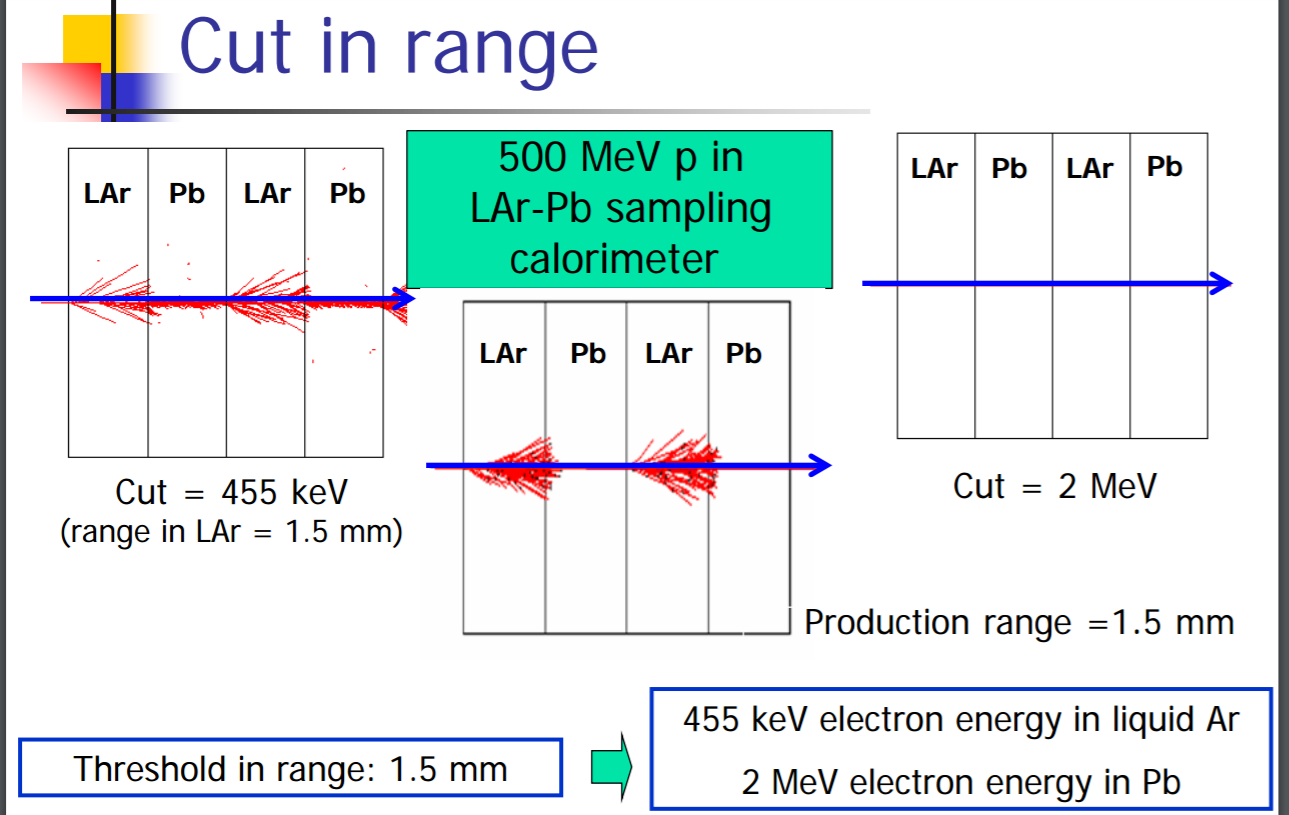 Cut in range
500 MeV p in
LAr-Pb sampling
calorimeter
LAr Pb LAr Pb
Cut = 455 keV
(range in LAr = 1.5 mm)
LAr Pb LAr Pb
Production range =1.5 mm
LAr Pb LAr Pb
Cut = 2 MeV
Threshold in range: 1.5 mm
455 keV electron energy in liquid Ar
2 MeV electron energy in Pb